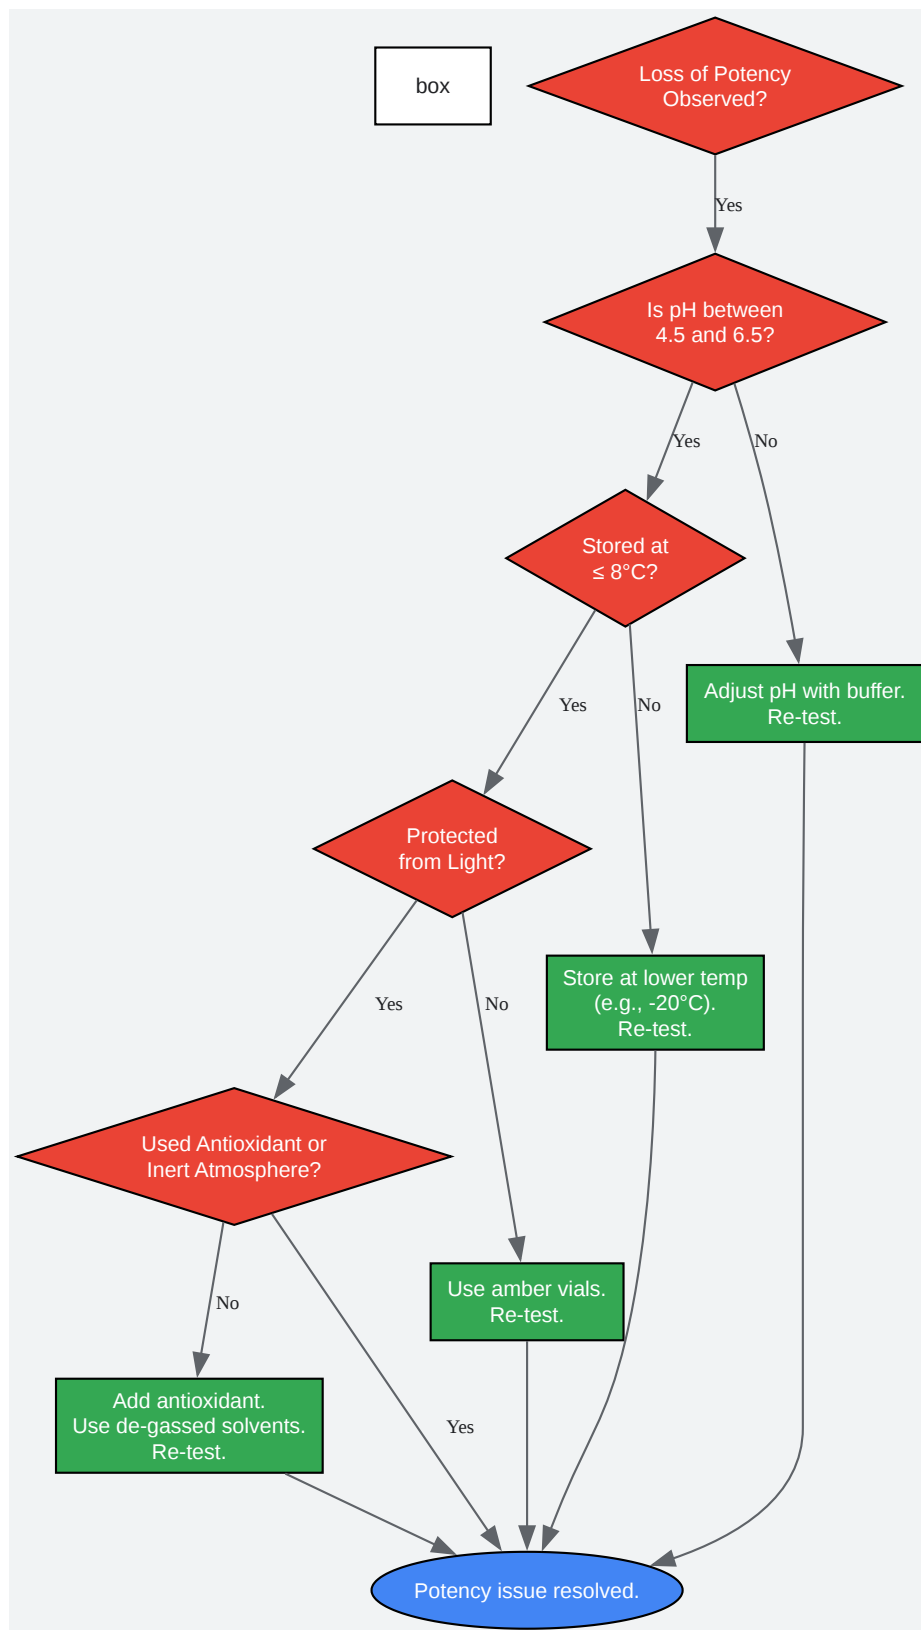 box
Loss of Potency
Observed?
Yes
Is pH between
4.5 and 6.5?
Yes
No
Stored at
≤ 8°C?
Yes
No
Adjust pH with buffer.
Re-test.
Protected
from Light?
Yes
No
Store at lower temp
(e.g., -20°C).
Re-test.
Used Antioxidant or
Inert Atmosphere?
No
Yes
Use amber vials.
Re-test.
Add antioxidant.
Use de-gassed solvents.
Re-test.
Potency issue resolved.